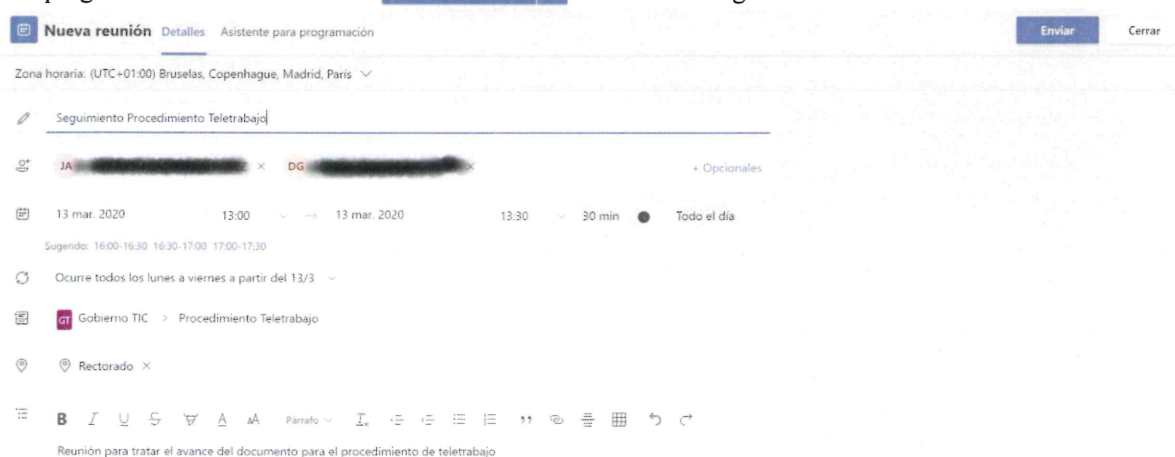 Nueva reunión Detalles Asistente para programación Enviar Cerrar
Zona horaria: (UTC+01:00) Bruselas, Copenhague, Madrid, París
Seguimiento Procedimiento Teletrabajo
JA × DG × + Opcionales
13 mar. 2020 13:00 → 13 mar. 2020 13:30 30 min Todo el día
Sugerido: 16:00-16:30 16:30-17:00 17:00-17:30
Ocurre todos los lunes a viernes a partir del 13/3
GT Gobierno TIC > Procedimiento Teletrabajo
Rectorado ×
B I U S A AA Párrafo
Reunión para tratar el avance del documento para el procedimiento de teletrabajo